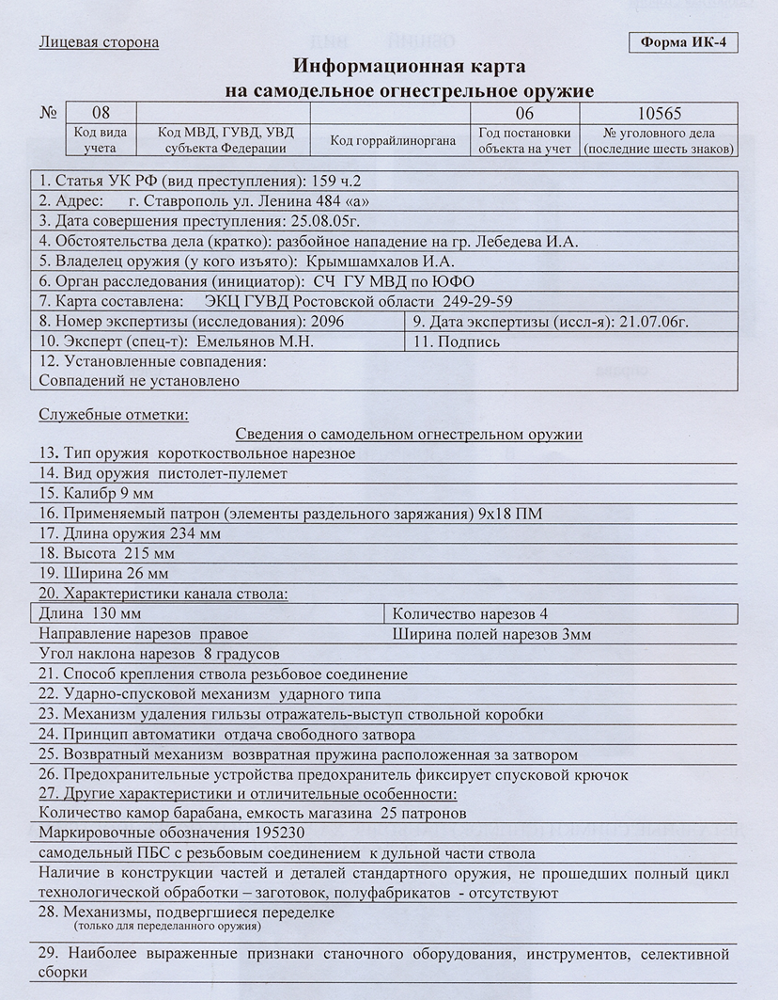 Лицевая сторона
Форма ИК-4
Информационная карта
на самодельное огнестрельное оружие
№ 08 06 10565
Код вида учета Код МВД, ГУВД, УВД субъекта Федерации Код горрайлиноргана Год постановки объекта на учет № уголовного дела (последние шесть знаков)
1. Статья УК РФ (вид преступления): 159 ч.2
2. Адрес: г. Ставрополь ул. Ленина 484 «а»
3. Дата совершения преступления: 25.08.05г.
4. Обстоятельства дела (кратко): разбойное нападение на гр. Лебедева И.А.
5. Владелец оружия (у кого изъято): Крымшамхалов И.А.
6. Орган расследования (инициатор): СЧ ГУ МВД по ЮФО
7. Карта составлена: ЭКЦ ГУВД Ростовской области 249-29-59
8. Номер экспертизы (исследования): 2096 9. Дата экспертизы (иссл-я): 21.07.06г.
10. Эксперт (спец-т): Емельянов М.Н. 11. Подпись
12. Установленные совпадения:
Совпадений не установлено
Служебные отметки:
Сведения о самодельном огнестрельном оружии
13. Тип оружия короткоствольное нарезное
14. Вид оружия пистолет-пулемет
15. Калибр 9 мм
16. Применяемый патрон (элементы раздельного заряжания) 9х18 ПМ
17. Длина оружия 234 мм
18. Высота 215 мм
19. Ширина 26 мм
20. Характеристики канала ствола:
Длина 130 мм Количество нарезов 4
Направление нарезов правое Ширина полей нарезов 3мм
Угол наклона нарезов 8 градусов
21. Способ крепления ствола резьбовое соединение
22. Ударно-спусковой механизм ударного типа
23. Механизм удаления гильзы отражатель-выступ ствольной коробки
24. Принцип автоматики отдача свободного затвора
25. Возвратный механизм возвратная пружина расположенная за затвором
26. Предохранительные устройства предохранитель фиксирует спусковой крючок
27. Другие характеристики и отличительные особенности:
Количество камор барабана, емкость магазина 25 патронов
Маркировочные обозначения 195230
самодельный ПБС с резьбовым соединением к дульной части ствола
Наличие в конструкции частей и деталей стандартного оружия, не прошедших полный цикл
технологической обработки – заготовок, полуфабрикатов - отсутствуют
28. Механизмы, подвергшиеся переделке
(только для переделанного оружия)
29. Наиболее выраженные признаки станочного оборудования, инструментов, селективной
сборки